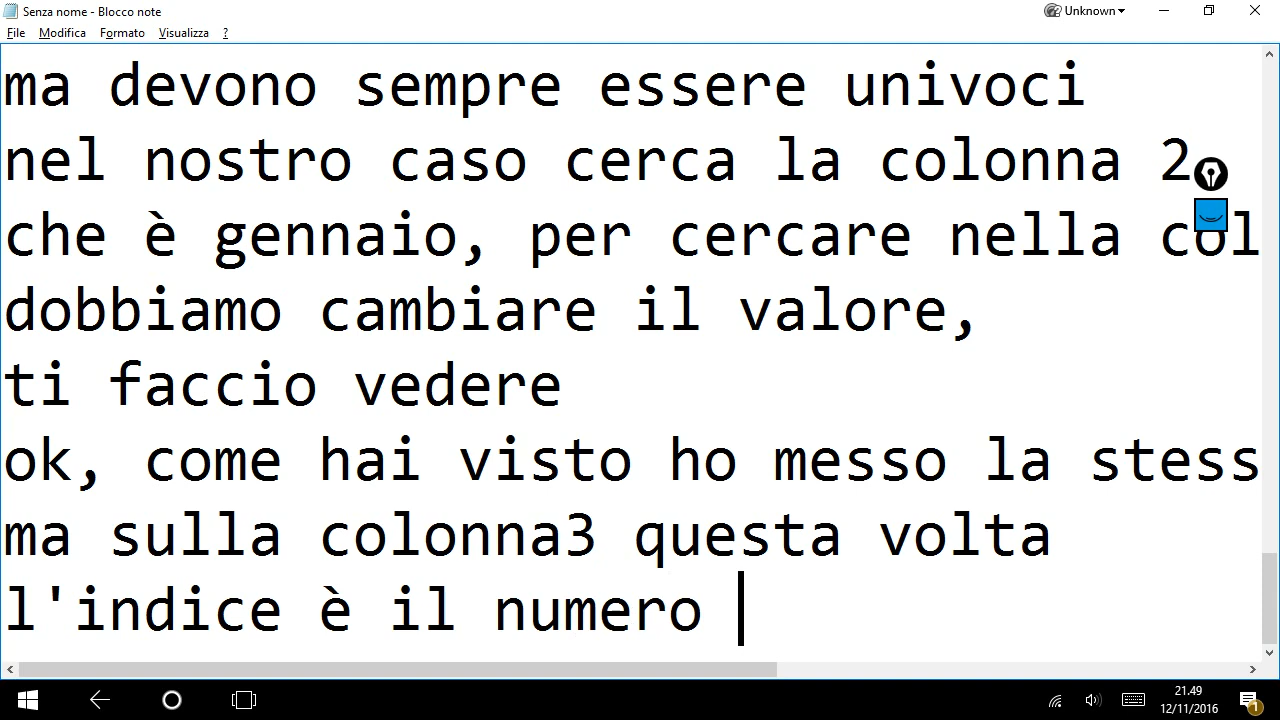 Senza nome - Blocco note
Unknown
File Modifica Formato Visualizza ?
ma devono sempre essere univoci
nel nostro caso cerca la colonna 2
che è gennaio, per cercare nella col
dobbiamo cambiare il valore,
ti faccio vedere
ok, come hai visto ho messo la stess
ma sulla colonna3 questa volta
l'indice è il numero
21.49
12/11/2016
1